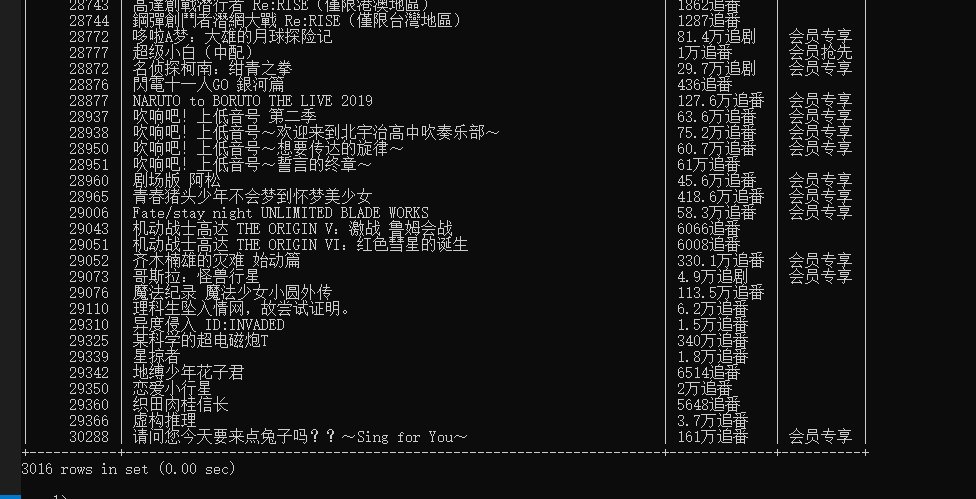 28743 高達創戰潛行者 Re:RISE（僅限港澳地區） 1862追番
28744 鋼彈創鬥者潛網大戰 Re:RISE（僅限台灣地區） 1287追番
28772 哆啦A梦：大雄的月球探险记 81.4万追剧 会员专享
28777 超级小白（中配） 1万追番 会员抢先
28872 名侦探柯南：绀青之拳 29.7万追剧 会员专享
28876 閃電十一人GO 銀河篇 436追番
28877 NARUTO to BORUTO THE LIVE 2019 127.6万追番 会员专享
28937 吹响吧！上低音号 第二季 63.6万追番 会员专享
28938 吹响吧！上低音号～欢迎来到北宇治高中吹奏乐部～ 75.2万追番 会员专享
28950 吹响吧！上低音号～想要传达的旋律～ 60.7万追番 会员专享
28951 吹响吧！上低音号～誓言的终章～ 61万追番
28960 剧场版 阿松 45.6万追番 会员专享
28965 青春猪头少年不会梦到怀梦美少女 418.6万追番 会员专享
29006 Fate/stay night UNLIMITED BLADE WORKS 58.3万追番 会员专享
29043 机动战士高达 THE ORIGIN V：激战 鲁姆会战 6066追番
29051 机动战士高达 THE ORIGIN VI：红色彗星的诞生 6008追番
29052 齐木楠雄的灾难 始动篇 330.1万追番 会员专享
29073 哥斯拉：怪兽行星 4.9万追剧 会员专享
29076 魔法纪录 魔法少女小圆外传 113.5万追番
29110 理科生坠入情网，故尝试证明。 6.2万追番
29310 异度侵入 ID:INVADED 1.5万追番
29325 某科学的超电磁炮T 340万追番
29339 星掠者 1.8万追番
29342 地缚少年花子君 6514追番
29350 恋爱小行星 2万追番
29360 织田肉桂信长 5648追番
29366 虚构推理 3.7万追番
30288 请问您今天要来点兔子吗？？～Sing for You～ 161万追番 会员专享
3016 rows in set (0.00 sec)